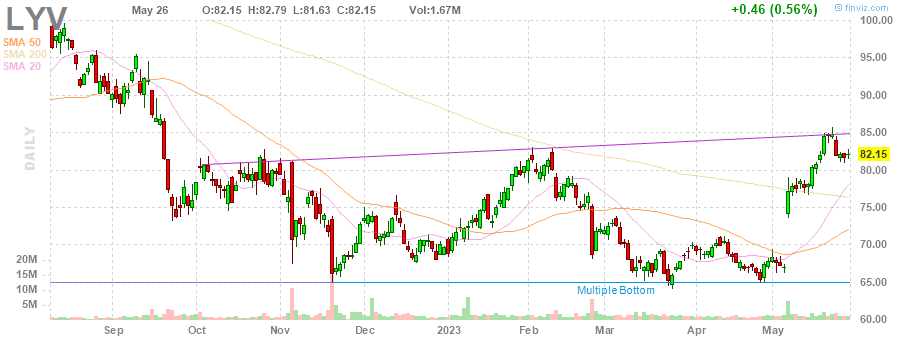 LYV May 26 O:82.15 H:82.79 L:81.63 C:82.15 Vol:1.67M +0.46 (0.56%) @ finviz.com
SMA 50
SMA 200
SMA 20
DAILY
100.00
95.00
90.00
85.00
82.15
80.00
75.00
70.00
65.00
60.00
20M
15M
10M
5M
Multiple Bottom
Sep Oct Nov Dec 2023 Feb Mar Apr May